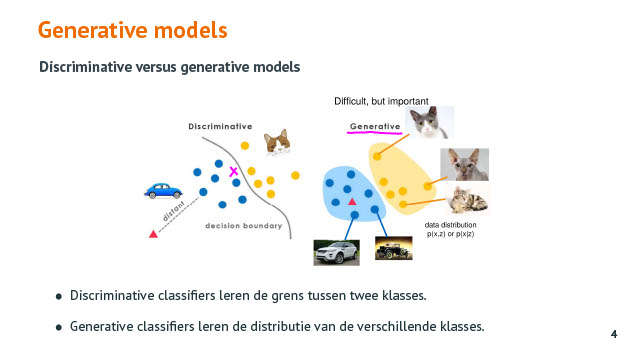 Generative models
Discriminative versus generative models
Difficult, but important
Discriminative
Generative
distant
decision boundary
data distribution
p(x,z) or p(x|z)
● Discriminative classifiers leren de grens tussen twee klasses.
● Generative classifiers leren de distributie van de verschillende klasses.
4